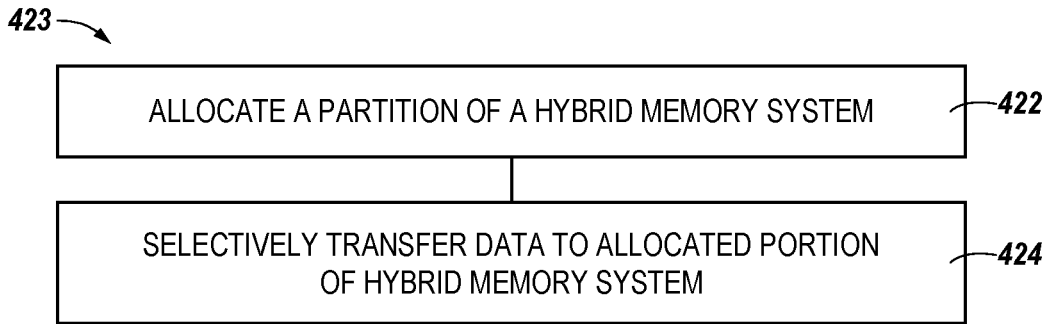 423
ALLOCATE A PARTITION OF A HYBRID MEMORY SYSTEM
422
SELECTIVELY TRANSFER DATA TO ALLOCATED PORTION
OF HYBRID MEMORY SYSTEM
424